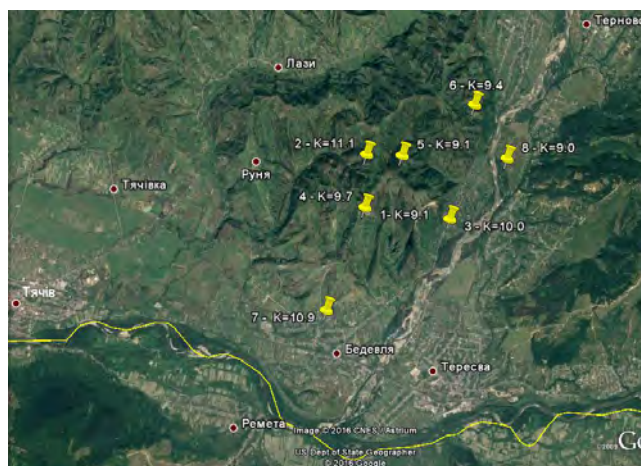 Тернова
Лази
6 - K=9.4
2 - K=11.1
5 - K=9.1
8 - K=9.0
Руня
Тячівка
4 - K=9.7
1- K=9.1
3 - K=10.0
Тячів
7 - K=10.9
Бедевля
Тересва
Ремета
Image © 2016 CNES / Astrium
US Dept of State Geographer
© 2016 Google